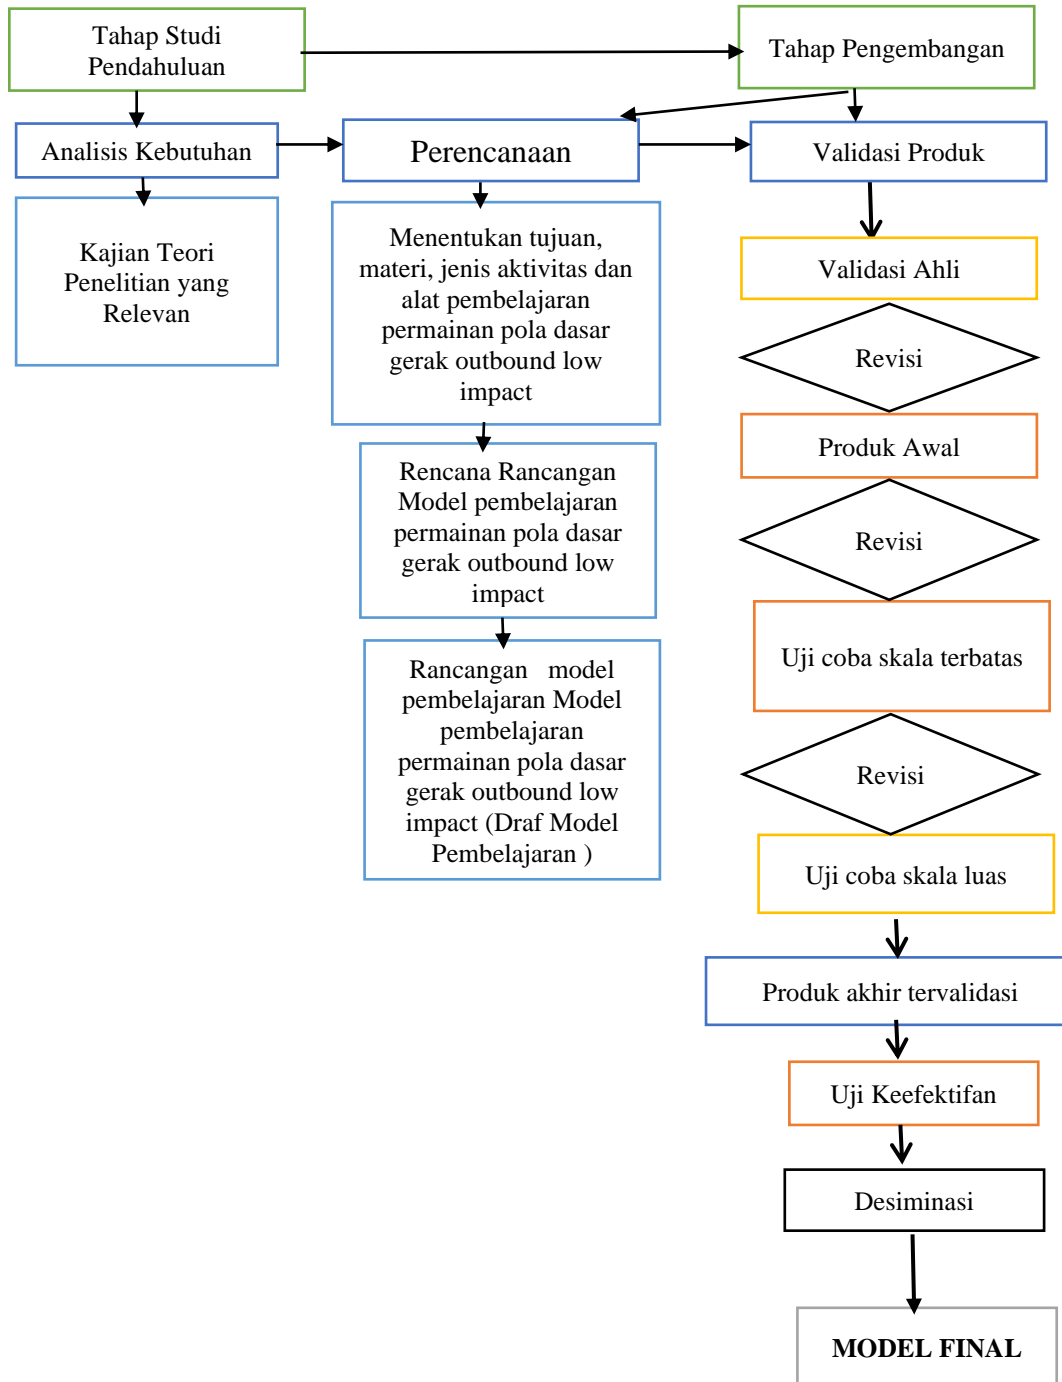 Tahap Studi
Pendahuluan
Tahap Pengembangan
Analisis Kebutuhan
Perencanaan
Validasi Produk
Kajian Teori
Penelitian yang
Relevan
Menentukan tujuan,
materi, jenis aktivitas dan
alat pembelajaran
permainan pola dasar
gerak outbound low
impact
Rencana Rancangan
Model pembelajaran
permainan pola dasar
gerak outbound low
impact
Rancangan model
pembelajaran Model
pembelajaran
permainan pola dasar
gerak outbound low
impact (Draf Model
Pembelajaran )
Validasi Ahli
Revisi
Produk Awal
Revisi
Uji coba skala terbatas
Revisi
Uji coba skala luas
Produk akhir tervalidasi
Uji Keefektifan
Desiminasi
MODEL FINAL